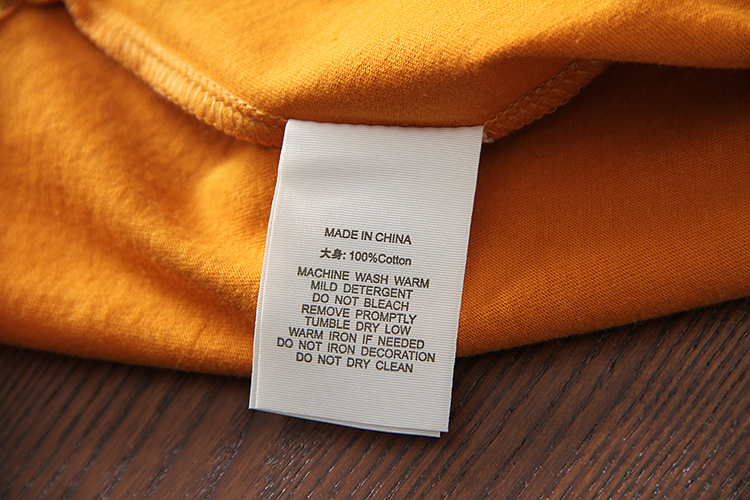 MADE IN CHINA
大身: 100%Cotton
MACHINE WASH WARM
MILD DETERGENT
DO NOT BLEACH
REMOVE PROMPTLY
TUMBLE DRY LOW
WARM IRON IF NEEDED
DO NOT IRON DECORATION
DO NOT DRY CLEAN